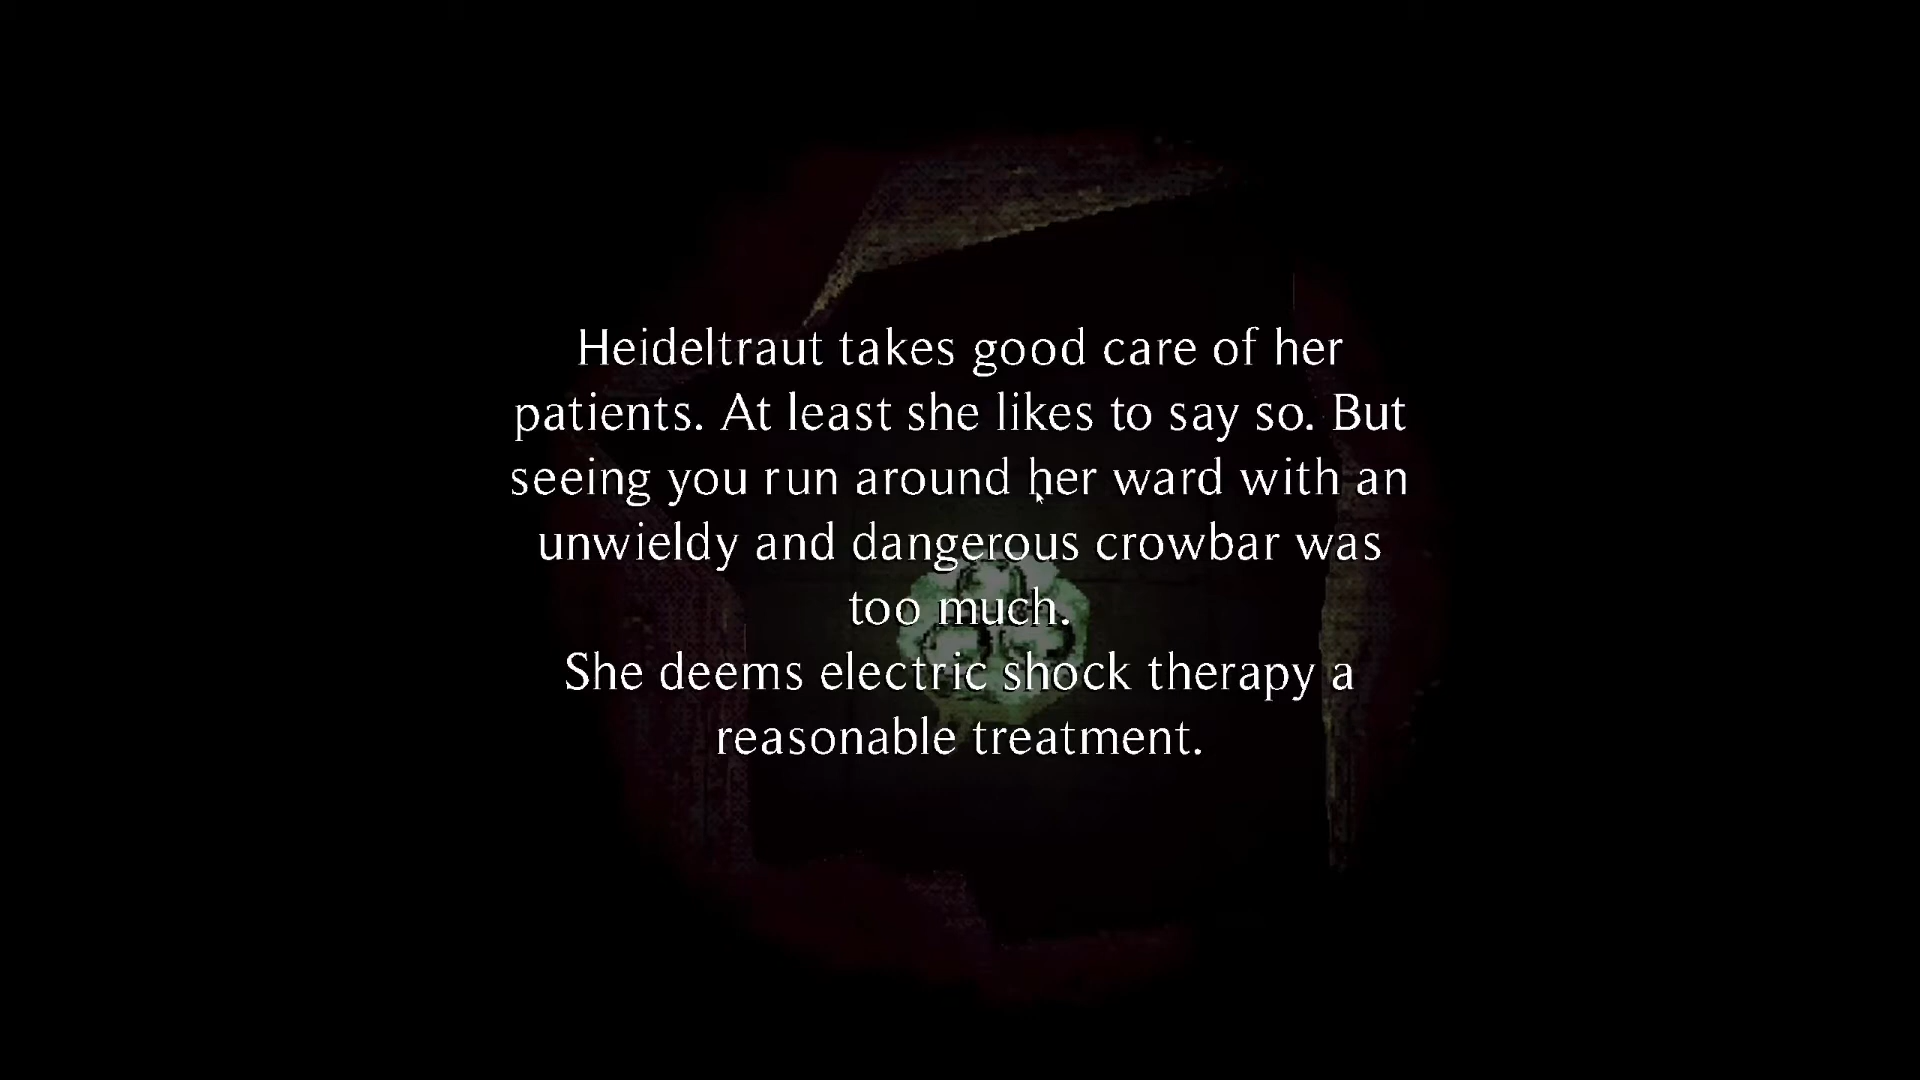 Heideltraut takes good care of her
patients. At least she likes to say so. But
seeing you run around her ward with an
unwieldy and dangerous crowbar was
too much.
She deems electric shock therapy a
reasonable treatment.